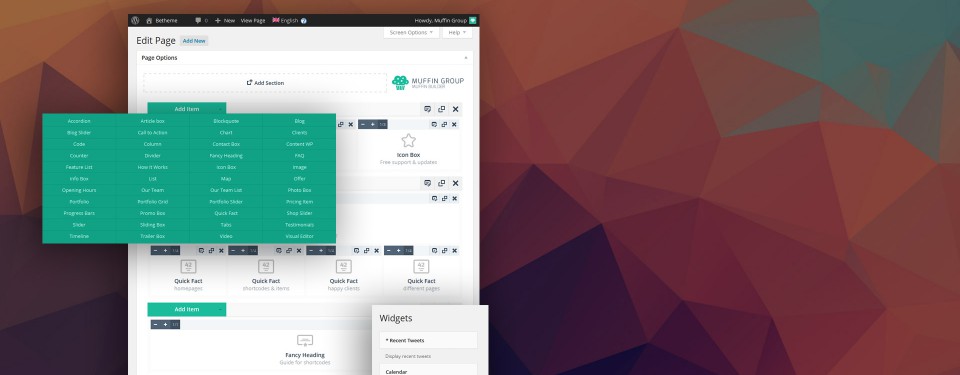 Betheme 0 New View Page English Howdy, Muffin Group
Screen Options Help
Edit Page Add New
Page Options
Add Section
MUFFIN GROUP
MUFFIN BUILDER
Add Item
Accordion Article box Blockquote Blog
Blog Slider Call to Action Chart Clients
Code Column Contact Box Content WP
Counter Divider Fancy Heading FAQ
Feature List How It Works Icon Box Image
Info Box List Map Offer
Opening Hours Our Team Our Team List Photo Box
Portfolio Portfolio Grid Portfolio Slider Pricing Item
Progress Bars Promo Box Quick Fact Shop Slider
Slider Sliding Box Tabs Testimonials
Timeline Trailer Box Video Visual Editor
Icon Box
Free support & updates
1/4 1/4 1/4 1/4
42 42 42 42
Quick Fact Quick Fact Quick Fact Quick Fact
homepages shortcodes & items happy clients different pages
Add Item
1/1
Fancy Heading
Guide for shortcodes
Widgets
* Recent Tweets
Display recent tweets
Calendar